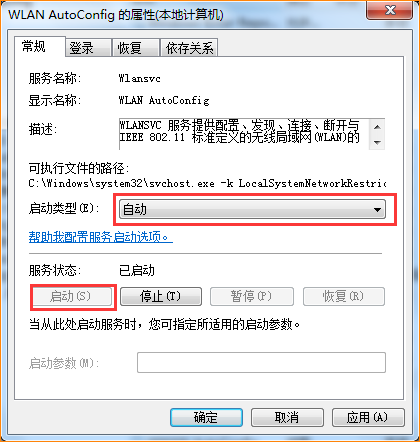 WLAN AutoConfig 的属性(本地计算机)
常规 登录 恢复 依存关系
服务名称: Wlansvc
显示名称: WLAN AutoConfig
描述: WLANSVC 服务提供配置、发现、连接、断开与
IEEE 802.11 标准定义的无线局域网(WLAN)的
可执行文件的路径:
C:\Windows\system32\svchost.exe -k LocalSystemNetworkRestric
启动类型(E): 自动
帮助我配置服务启动选项。
服务状态: 已启动
启动(S) 停止(T) 暂停(P) 恢复(R)
当从此处启动服务时，您可指定所适用的启动参数。
启动参数(M):
确定 取消 应用(A)